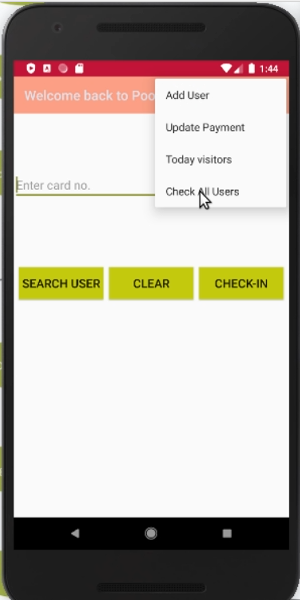 1:44
Welcome back to Poo
Add User
Update Payment
Today visitors
Check All Users
Enter card no.
SEARCH USER
CLEAR
CHECK-IN